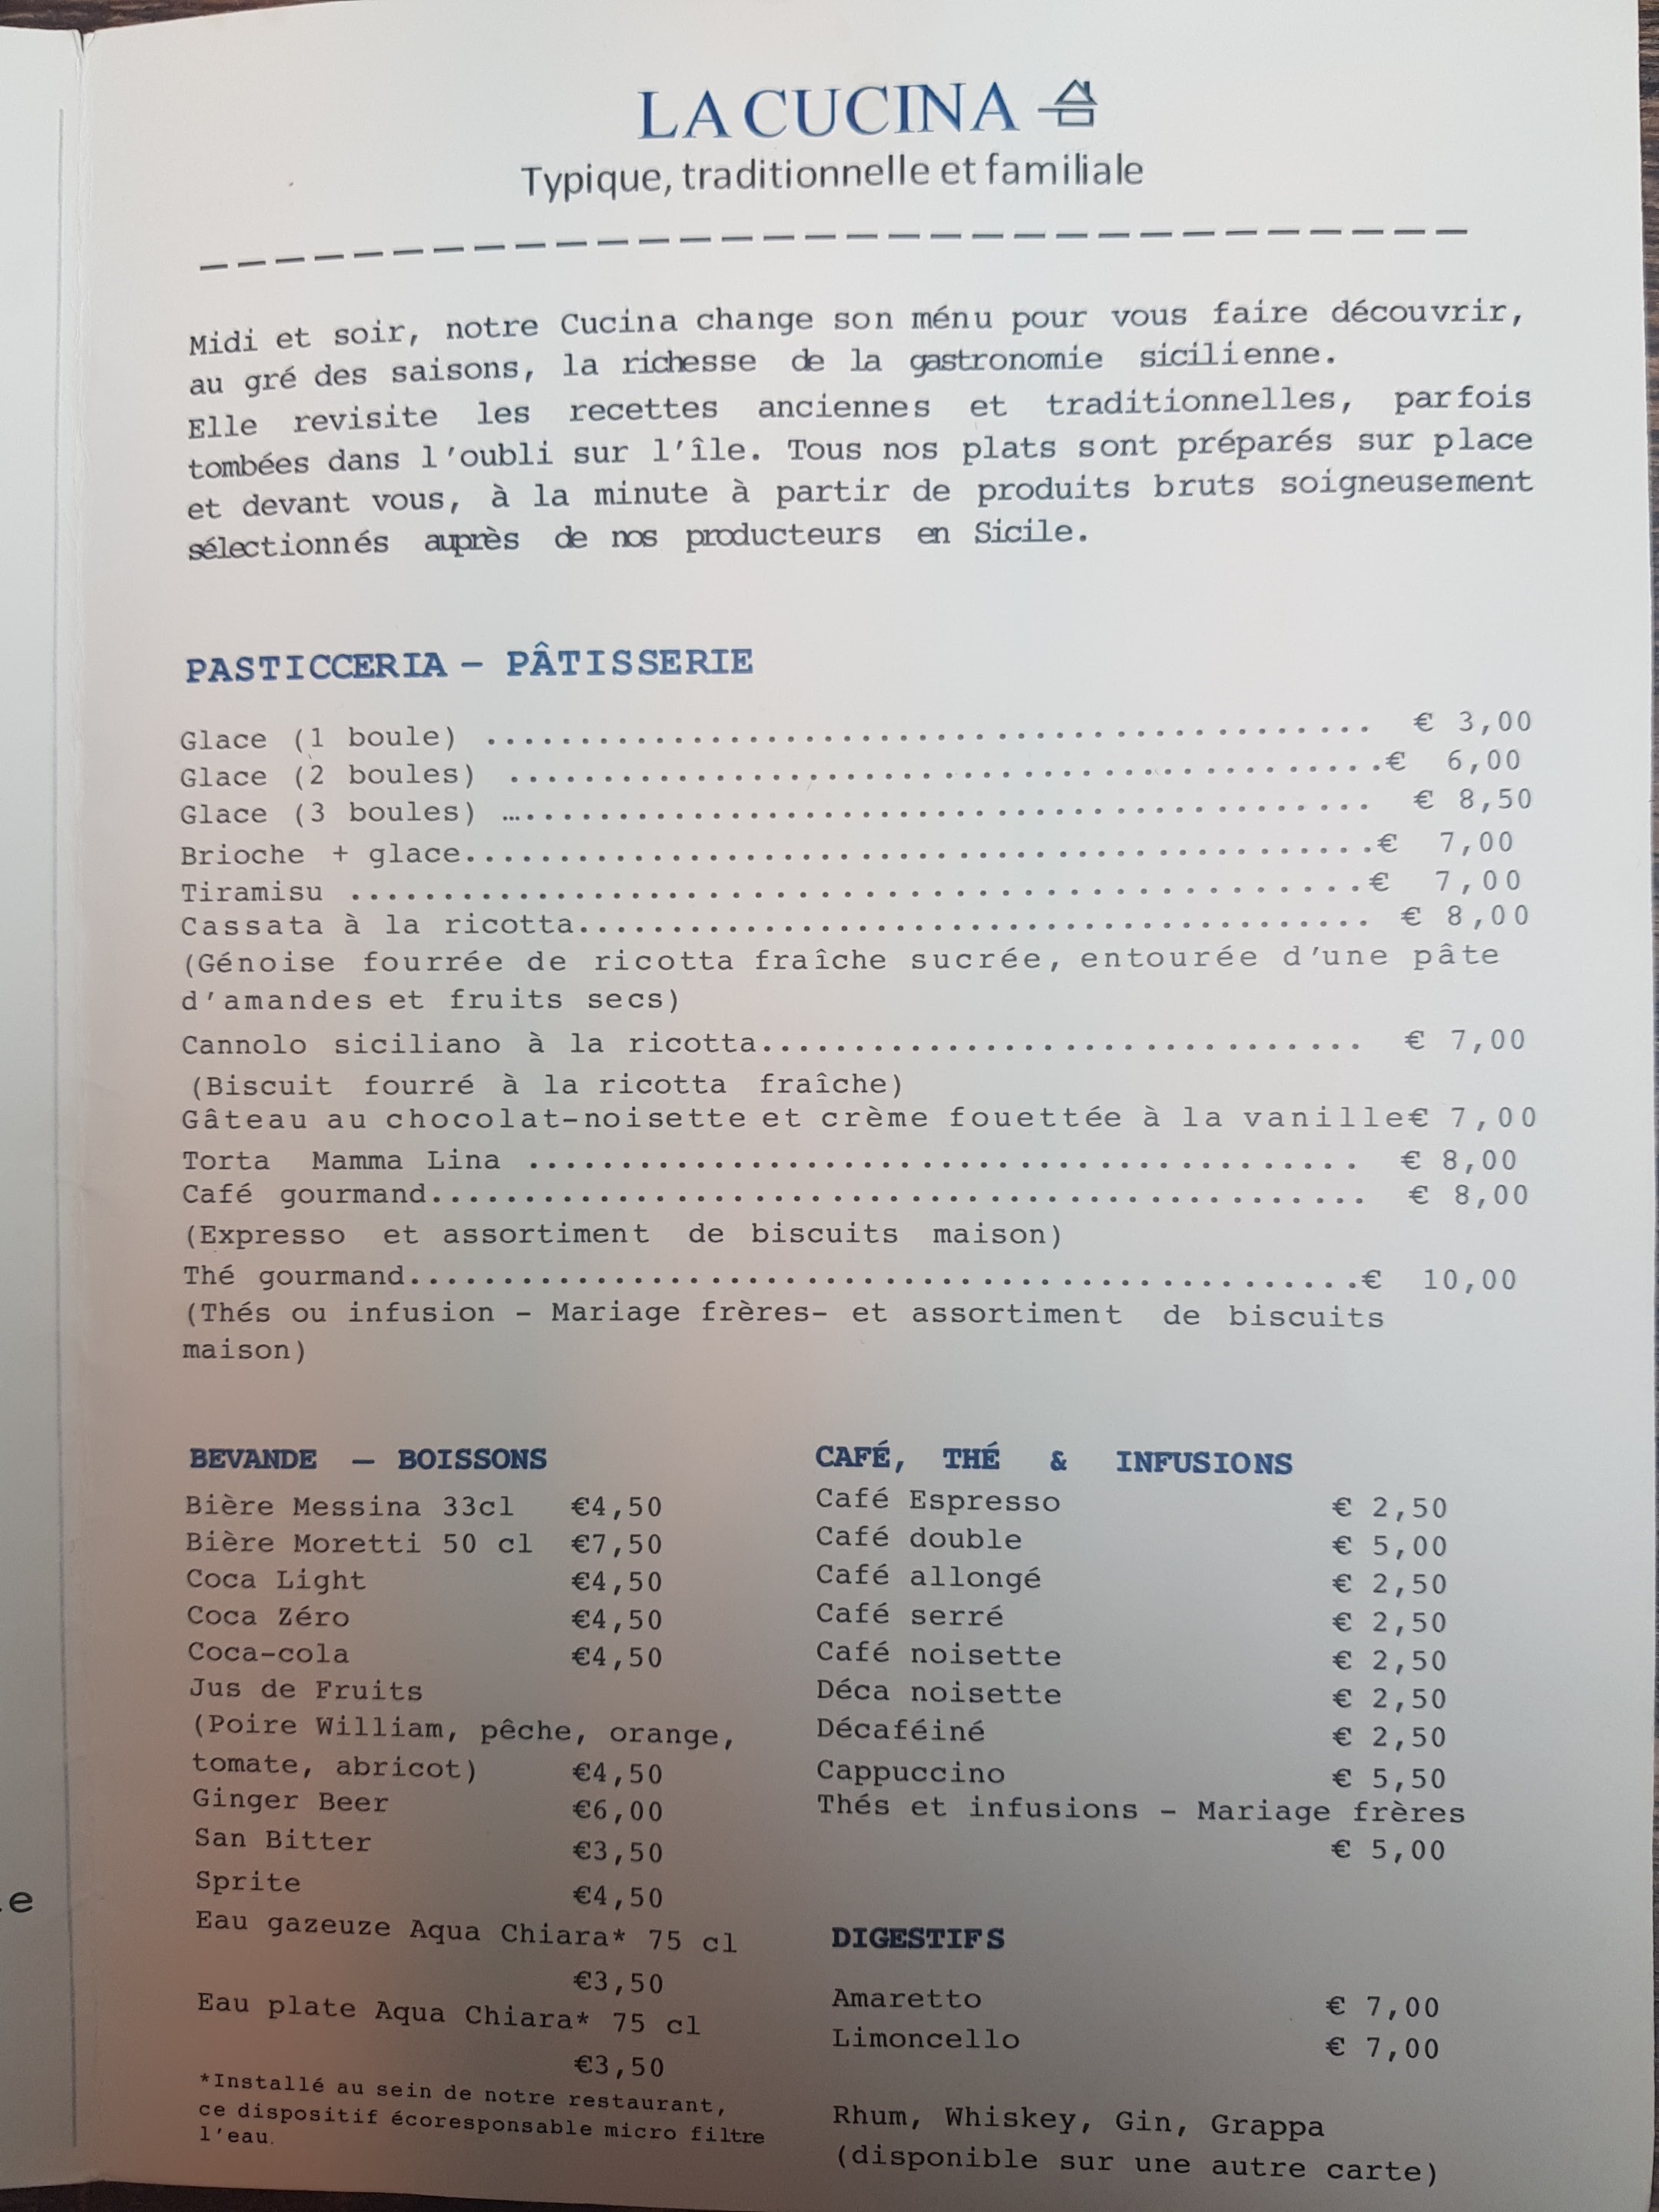 LA CUCINA
Typique, traditionnelle et familiale
Midi et soir, notre Cucina change son ménu pour vous faire découvrir,
au gré des saisons, la richesse de la gastronomie sicilienne.
Elle revisite les recettes anciennes et traditionnelles, parfois
tombées dans l'oubli sur l'île. Tous nos plats sont préparés sur place
et devant vous, à la minute à partir de produits bruts soigneusement
sélectionnés auprès de nos producteurs en Sicile.
PASTICCERIA – PÂTISSERIE
Glace (1 boule) ................................................ € 3,00
Glace (2 boules) ...............................................€ 6,00
Glace (3 boules) …............................................. € 8,50
Brioche + glace.................................................€ 7,00
Tiramisu .......................................................€ 7,00
Cassata à la ricotta........................................... € 8,00
(Génoise fourrée de ricotta fraîche sucrée, entourée d'une pâte
d'amandes et fruits secs)
Cannolo siciliano à la ricotta................................. € 7,00
(Biscuit fourré à la ricotta fraîche)
Gâteau au chocolat-noisette et crème fouettée à la vanille€ 7,00
Torta Mamma Lina ............................................. € 8,00
Café gourmand................................................... € 8,00
(Expresso et assortiment de biscuits maison)
Thé gourmand....................................................€ 10,00
(Thés ou infusion – Mariage frères- et assortiment de biscuits
maison)
BEVANDE – BOISSONS
Bière Messina 33cl €4,50
Bière Moretti 50 cl €7,50
Coca Light €4,50
Coca Zéro €4,50
Coca-cola €4,50
Jus de Fruits
(Poire William, pêche, orange,
tomate, abricot) €4,50
Ginger Beer €6,00
San Bitter €3,50
Sprite €4,50
Eau gazeuze Aqua Chiara* 75 cl
€3,50
Eau plate Aqua Chiara* 75 cl
€3,50
*Installé au sein de notre restaurant,
ce dispositif écoresponsable micro filtre
l'eau.
CAFÉ, THÉ & INFUSIONS
Café Espresso € 2,50
Café double € 5,00
Café allongé € 2,50
Café serré € 2,50
Café noisette € 2,50
Déca noisette € 2,50
Décaféiné € 2,50
Cappuccino € 5,50
Thés et infusions – Mariage frères
€ 5,00
DIGESTIFS
Amaretto € 7,00
Limoncello € 7,00
Rhum, Whiskey, Gin, Grappa
(disponible sur une autre carte)